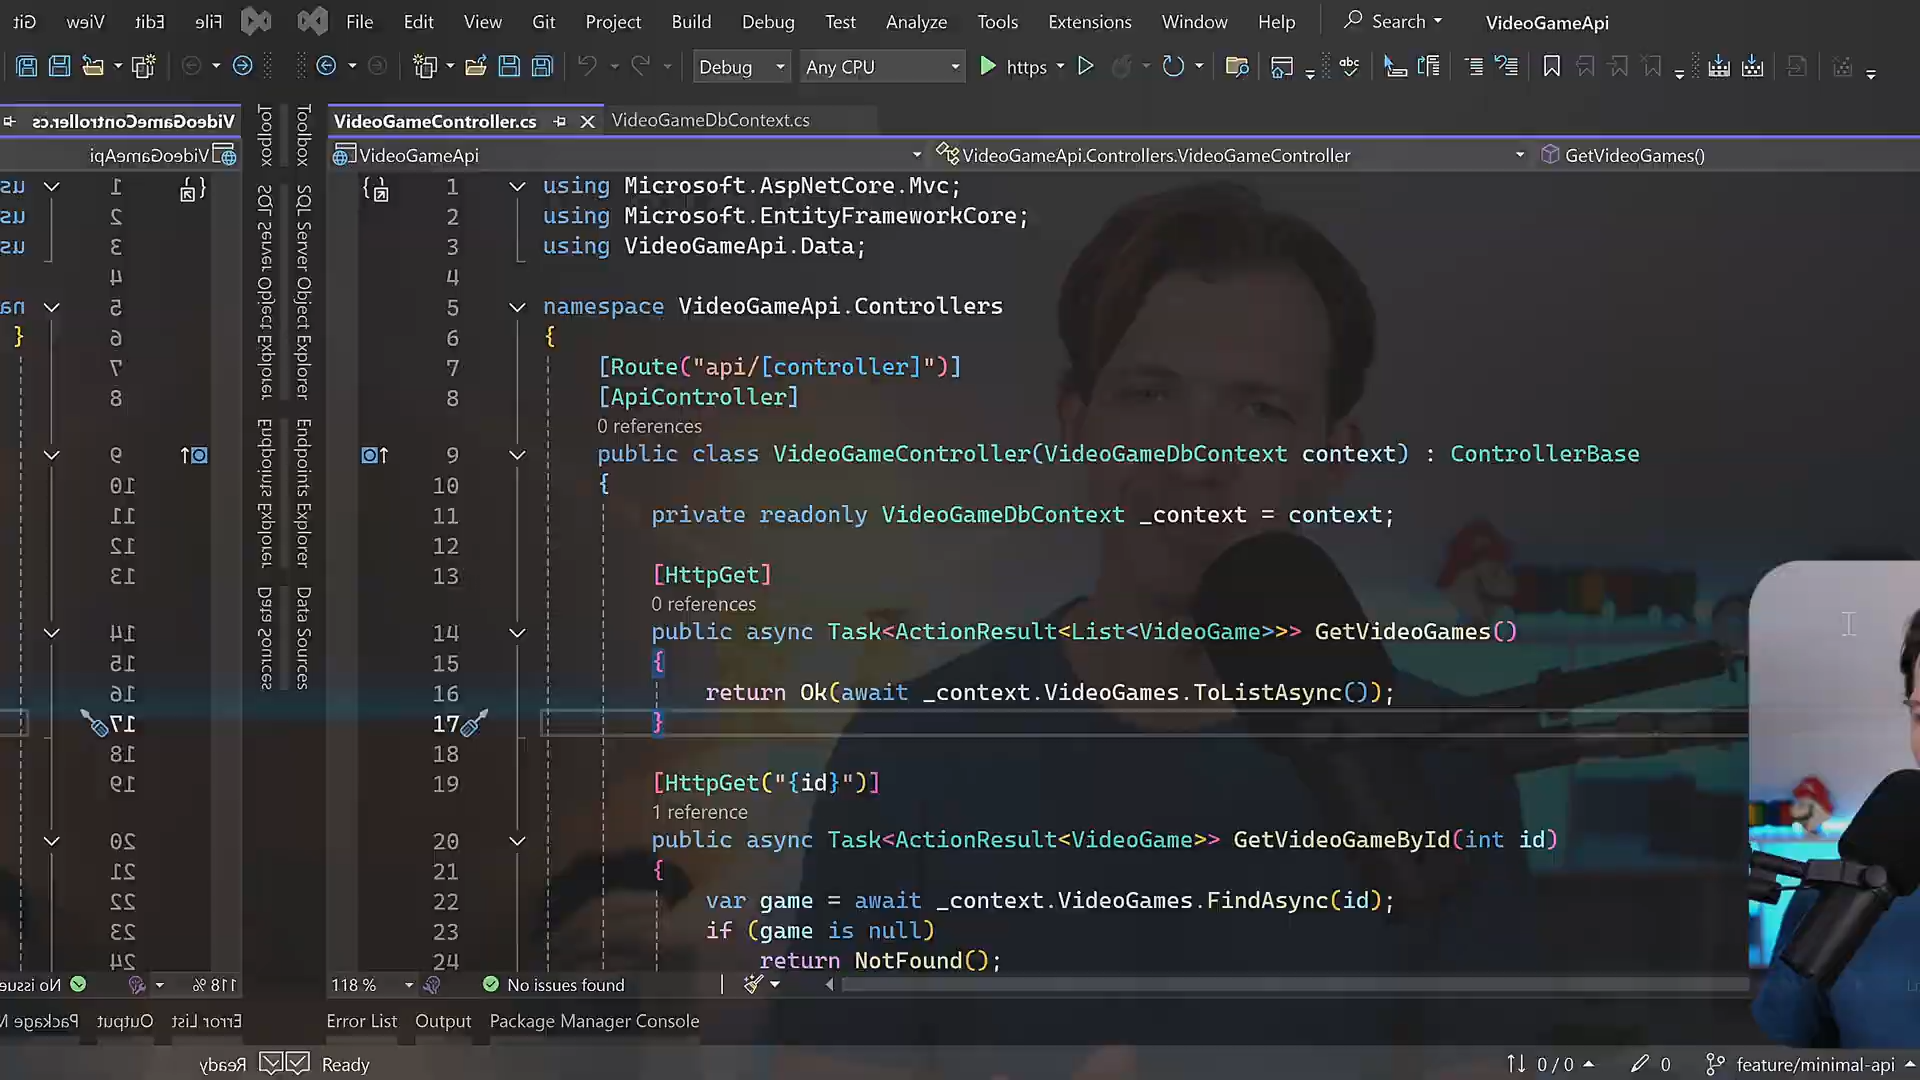 File Edit View Git Project Build Debug Test Analyze Tools Extensions Window Help Search VideoGameApi
Debug Any CPU https
VideoGameController.cs VideoGameDbContext.cs
VideoGameApi VideoGameApi.Controllers.VideoGameController GetVideoGames()
Toolbox
SQL Server Object Explorer
Endpoints Explorer
Data Sources
1 using Microsoft.AspNetCore.Mvc;
2 using Microsoft.EntityFrameworkCore;
3 using VideoGameApi.Data;
4
5 namespace VideoGameApi.Controllers
6 {
7 [Route("api/[controller]")]
8 [ApiController]
0 references
9 public class VideoGameController(VideoGameDbContext context) : ControllerBase
10 {
11 private readonly VideoGameDbContext _context = context;
12
13 [HttpGet]
0 references
14 public async Task<ActionResult<List<VideoGame>>> GetVideoGames()
15 {
16 return Ok(await _context.VideoGames.ToListAsync());
17 }
18
19 [HttpGet("{id}")]
1 reference
20 public async Task<ActionResult<VideoGame>> GetVideoGameById(int id)
21 {
22 var game = await _context.VideoGames.FindAsync(id);
23 if (game is null)
24 return NotFound();
118 % No issues found
Error List Output Package Manager Console
Ready 0 / 0 0 feature/minimal-api